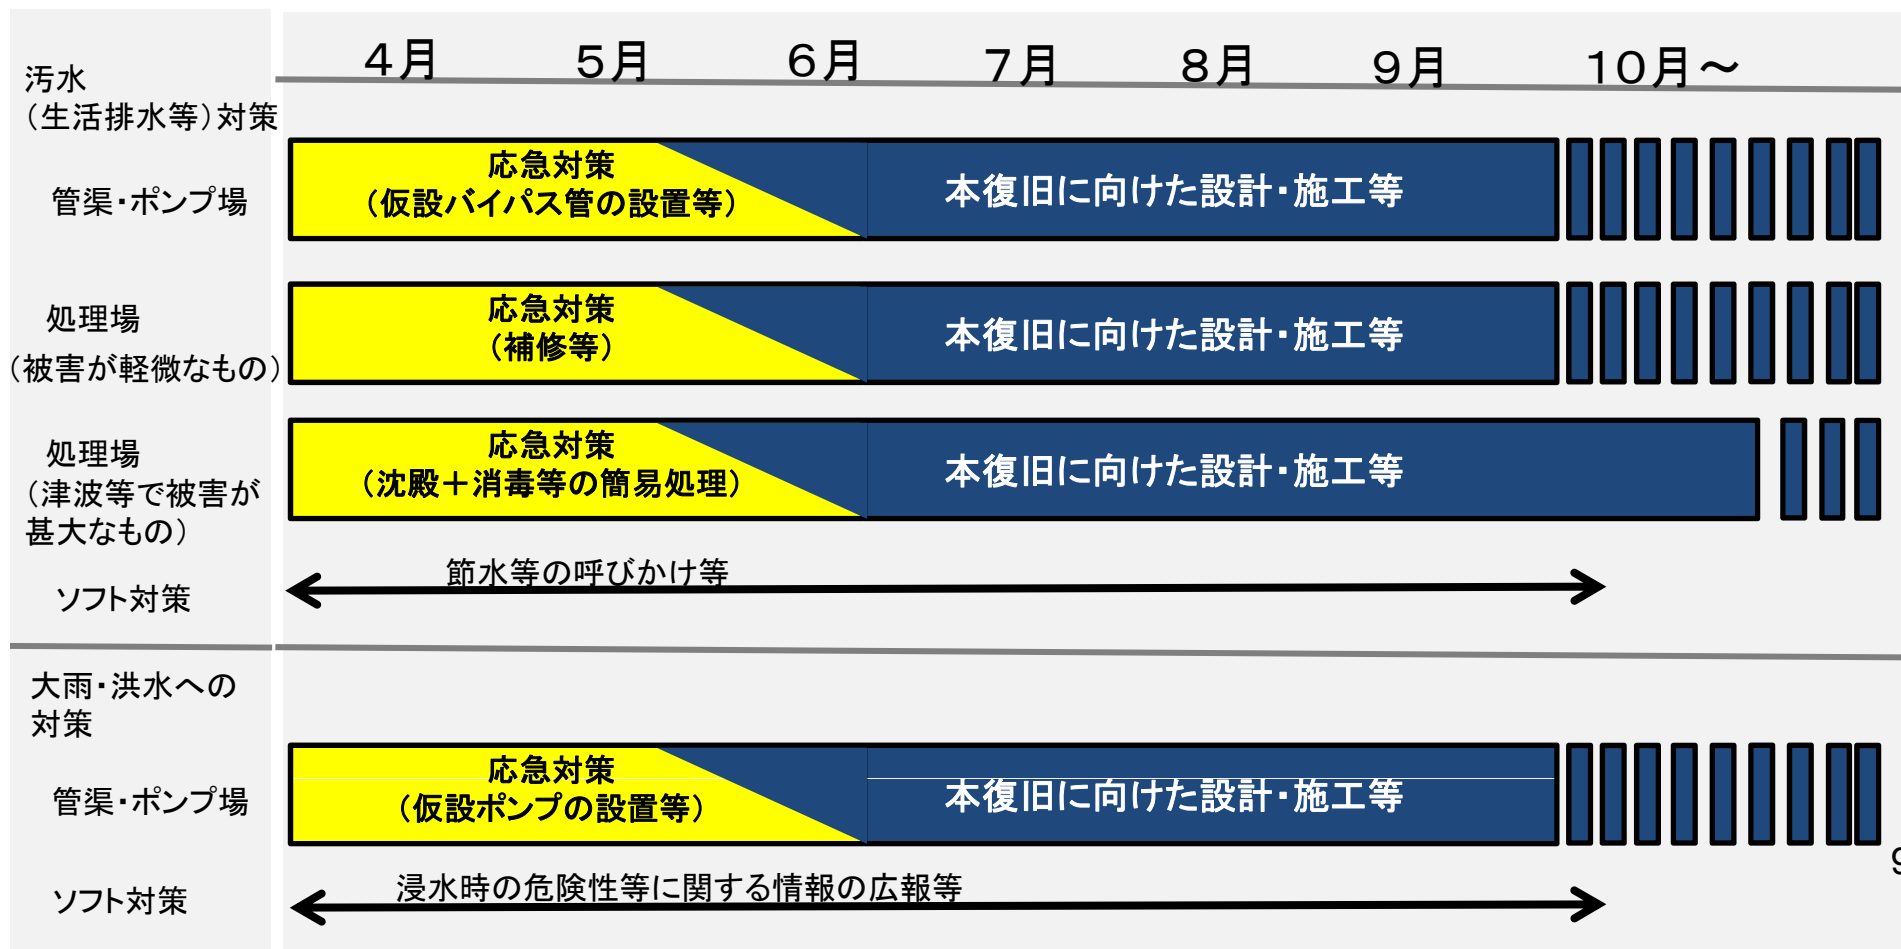 4月 5月 6月 7月 8月 9月 10月～
汚水
（生活排水等）対策
管渠・ポンプ場
応急対策
（仮設バイパス管の設置等）
本復旧に向けた設計・施工等
処理場
（被害が軽微なもの）
応急対策
（補修等）
本復旧に向けた設計・施工等
処理場
（津波等で被害が
甚大なもの）
応急対策
（沈殿＋消毒等の簡易処理）
本復旧に向けた設計・施工等
ソフト対策
節水等の呼びかけ等
大雨・洪水への
対策
管渠・ポンプ場
応急対策
（仮設ポンプの設置等）
本復旧に向けた設計・施工等
9
ソフト対策
浸水時の危険性等に関する情報の広報等